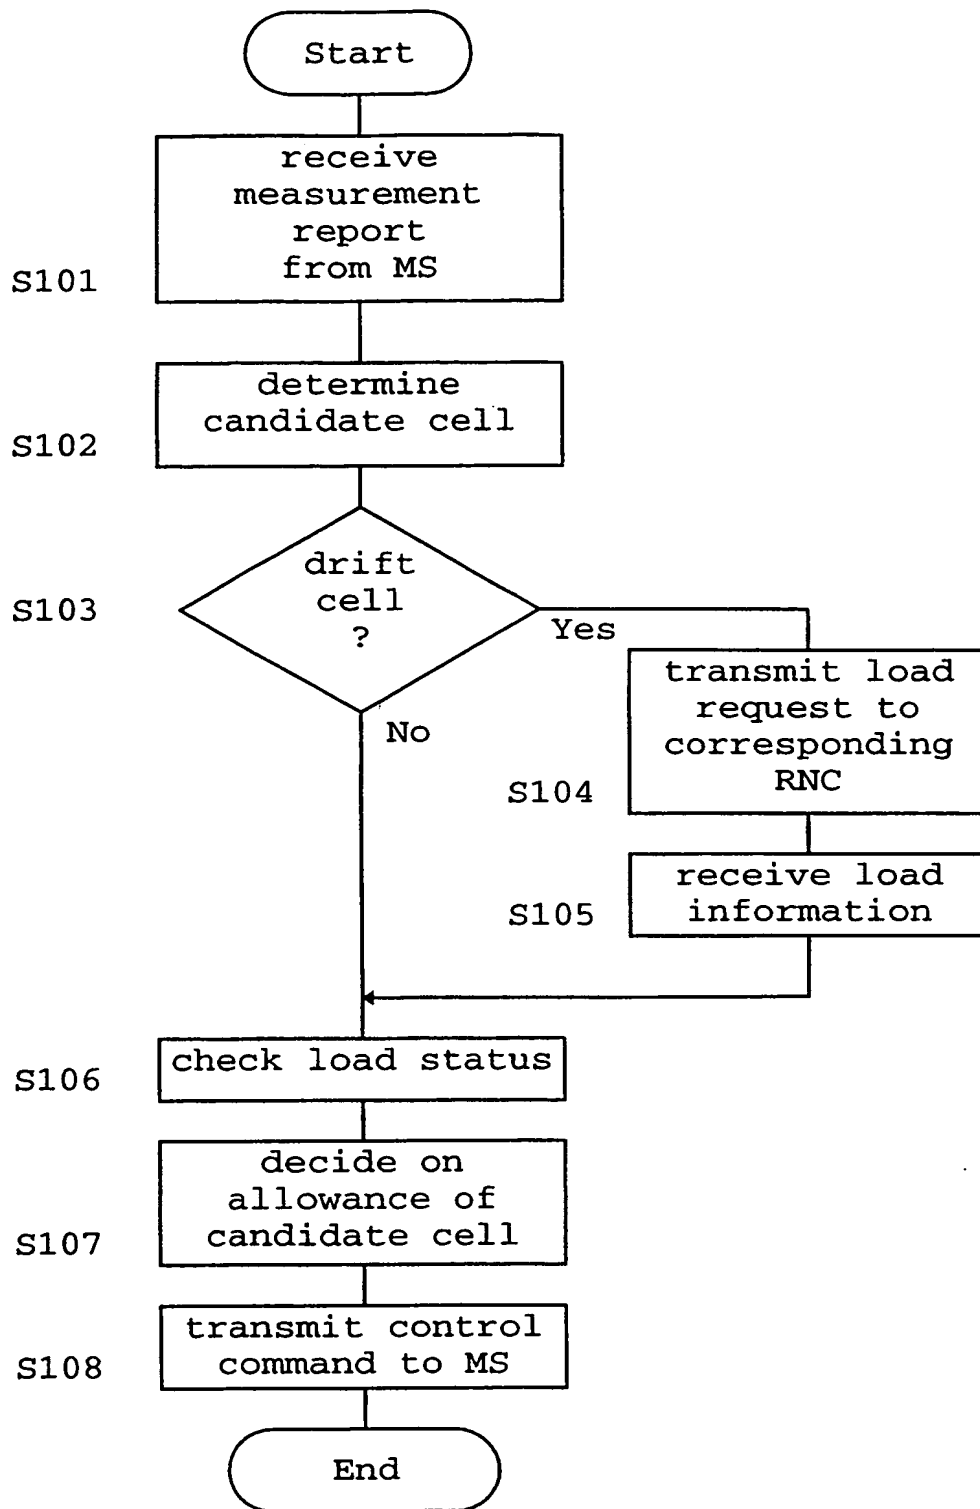 Start
receive
measurement
report
from MS
S101
determine
candidate cell
S102
drift
cell
?
S103
Yes
No
transmit load
request to
corresponding
RNC
S104
receive load
information
S105
check load status
S106
decide on
allowance of
candidate cell
S107
transmit control
command to MS
S108
End